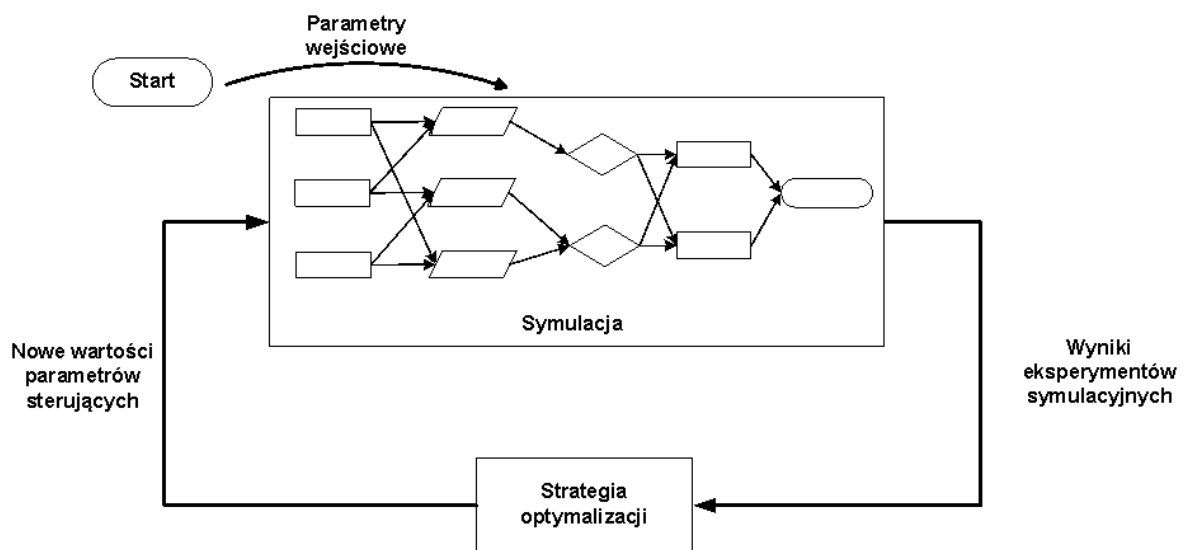 Parametry
wejściowe
Start
Symulacja
Nowe wartości
parametrów
sterujących
Wyniki
eksperymentów
symulacyjnych
Strategia
optymalizacji